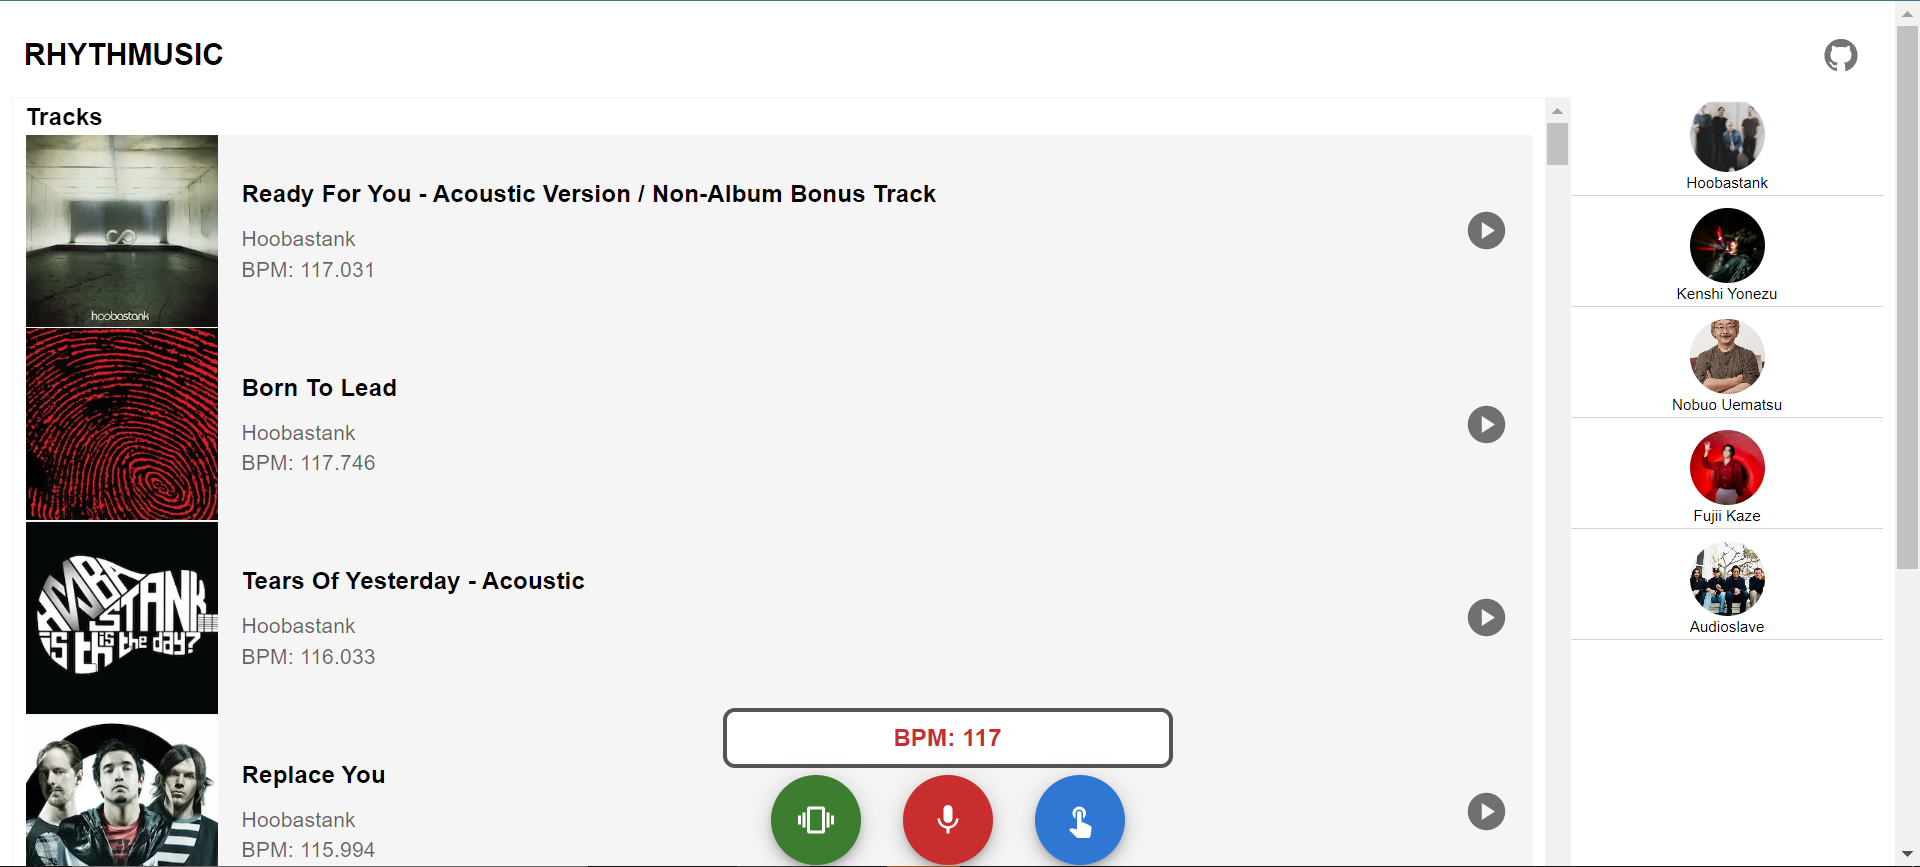 RHYTHMUSIC
Tracks
hoobastank
Ready For You - Acoustic Version / Non-Album Bonus Track
Hoobastank
BPM: 117.031
Born To Lead
Hoobastank
BPM: 117.746
HOOBASTANK
is this the day?
Tears Of Yesterday - Acoustic
Hoobastank
BPM: 116.033
Replace You
Hoobastank
BPM: 115.994
BPM: 117
Hoobastank
Kenshi Yonezu
Nobuo Uematsu
Fujii Kaze
Audioslave